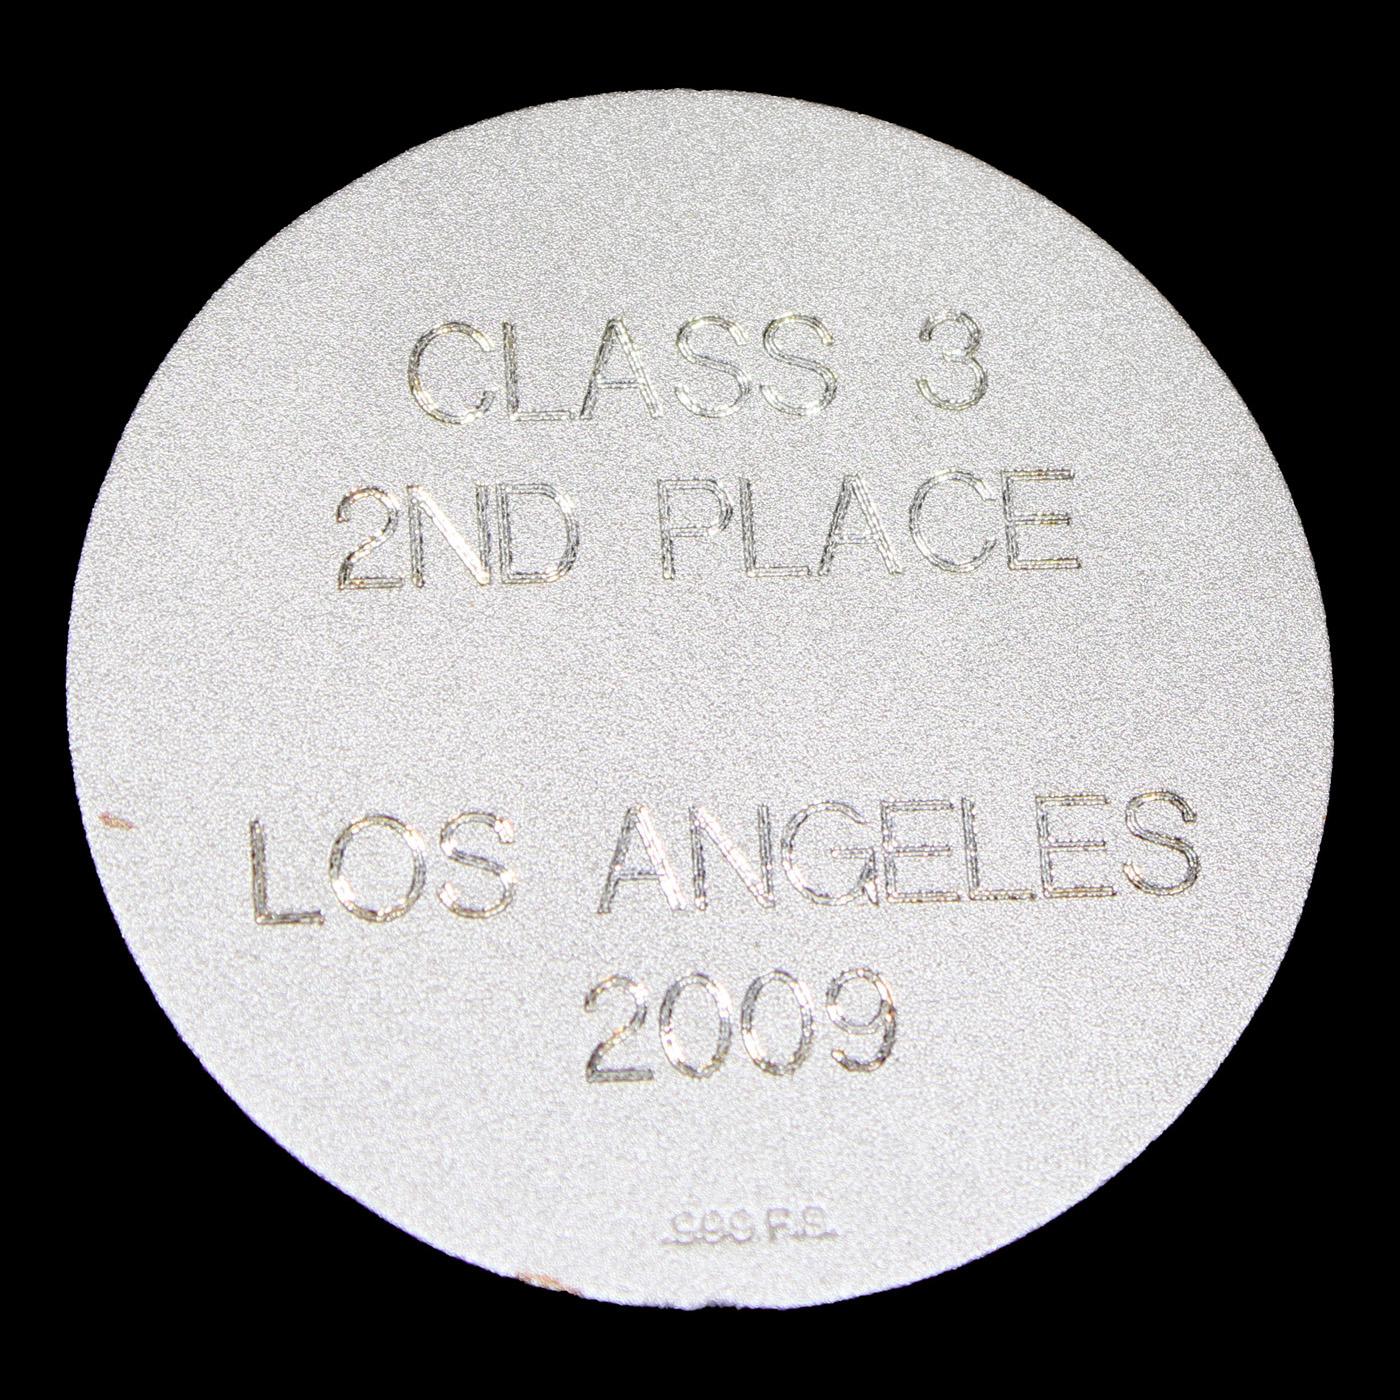 CLASS 3
2ND PLACE
LOS ANGELES
2009
.999 F.S.